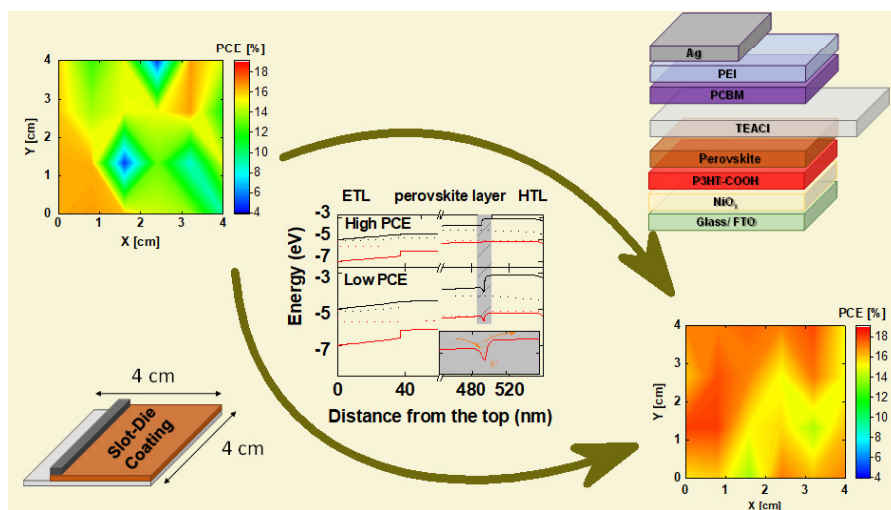 PCE [%]
4
3
2
1
0
Y [cm]
0 1 2 3 4
X [cm]
18
16
14
12
10
8
6
4
Ag
PEI
PCBM
TEACl
Perovskite
P3HT-COOH
NiOx
Glass/ FTO
ETL perovskite layer HTL
High PCE
-3
-5
-7
Low PCE
-3
-5
-7
Energy (eV)
h
0 40 480 520
Distance from the top (nm)
4 cm
4 cm
Slot-Die
Coating
PCE [%]
4
3
2
1
0
Y [cm]
0 1 2 3 4
X [cm]
18
16
14
12
10
8
6
4